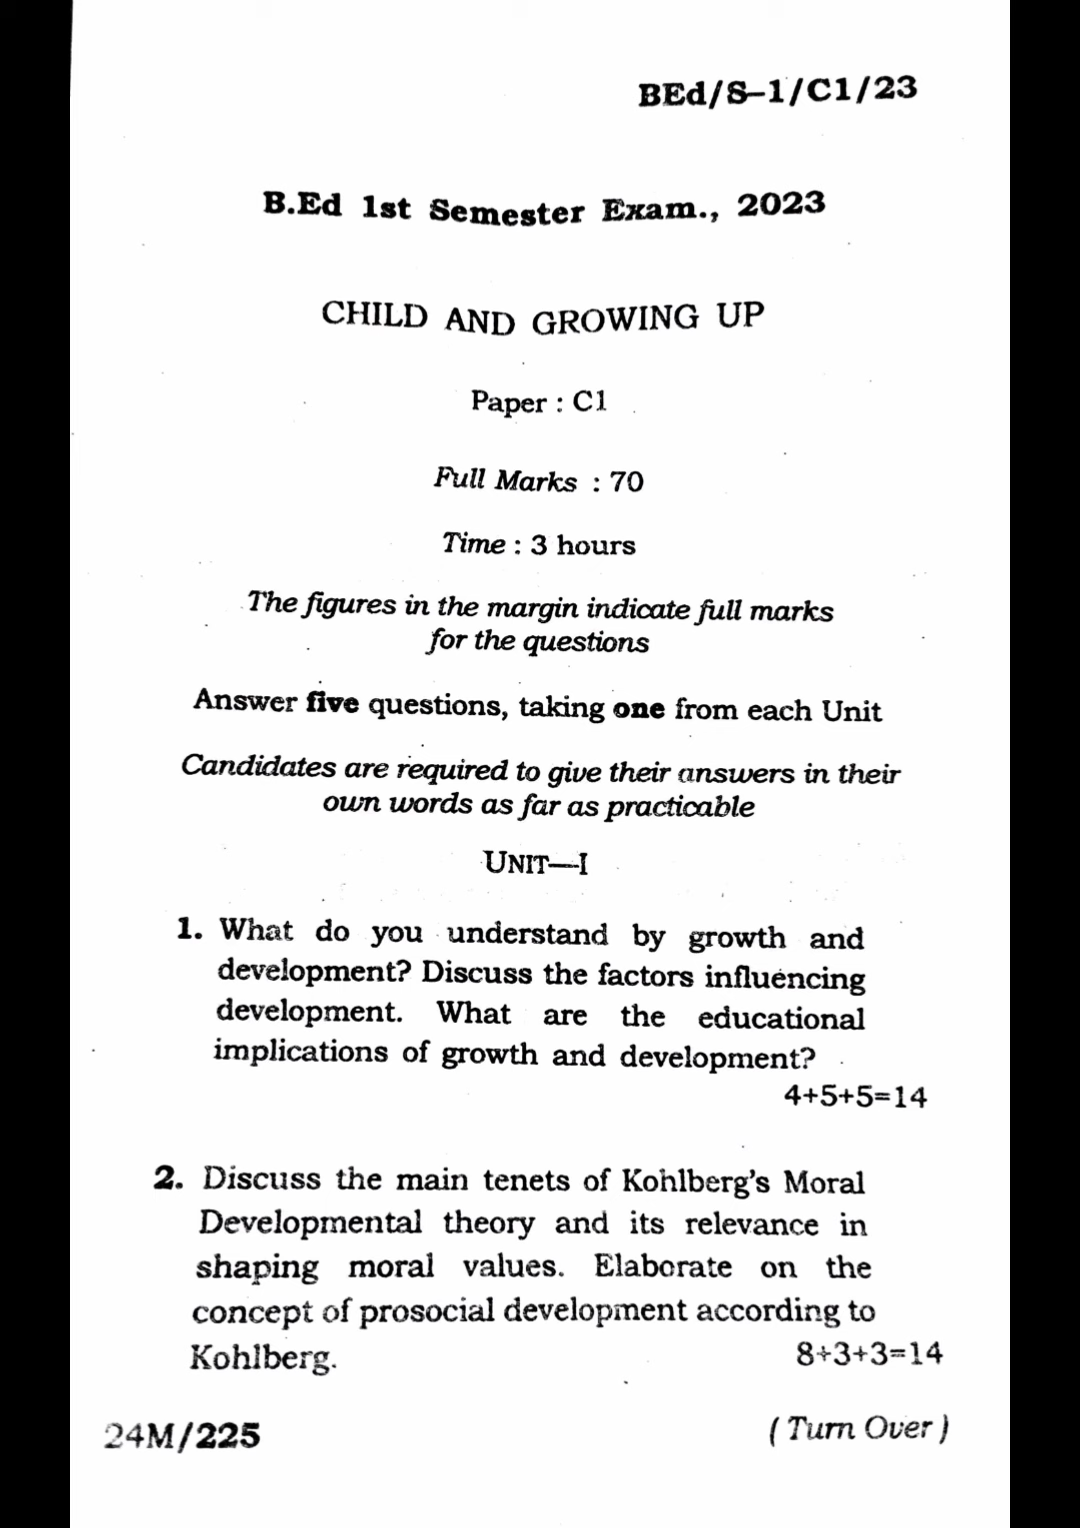 BEd/S–1/C1/23
B.Ed 1st Semester Exam., 2023
CHILD AND GROWING UP
Paper : C1
Full Marks : 70
Time : 3 hours
The figures in the margin indicate full marks
for the questions
Answer five questions, taking one from each Unit
Candidates are required to give their answers in their
own words as far as practicable
UNIT—I
1. What do you understand by growth and
development? Discuss the factors influencing
development. What are the educational
implications of growth and development?
4+5+5=14
2. Discuss the main tenets of Kohlberg's Moral
Developmental theory and its relevance in
shaping moral values. Elaborate on the
concept of prosocial development according to
Kohlberg. 8+3+3=14
24M/225 ( Turn Over )